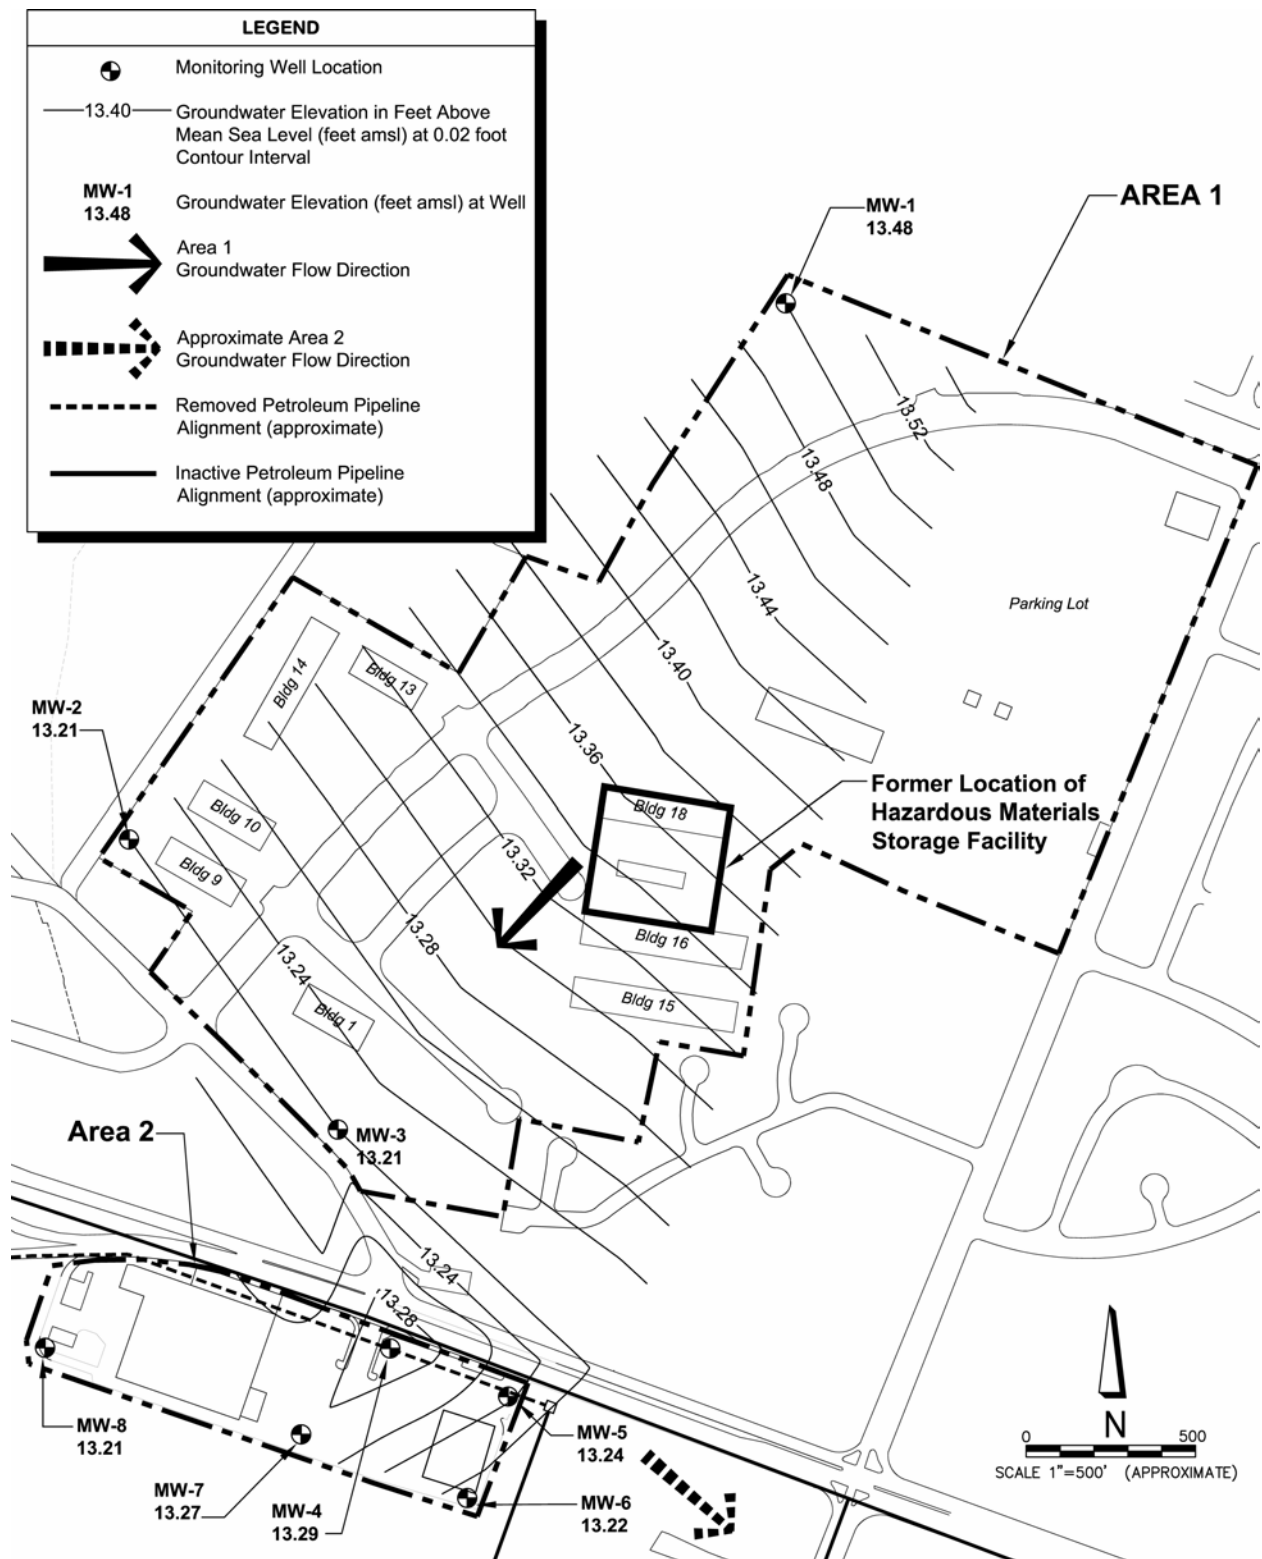 LEGEND
Monitoring Well Location
13.40
Groundwater Elevation in Feet Above
Mean Sea Level (feet amsl) at 0.02 foot
Contour Interval
MW-1
13.48
Groundwater Elevation (feet amsl) at Well
Area 1
Groundwater Flow Direction
Approximate Area 2
Groundwater Flow Direction
Removed Petroleum Pipeline
Alignment (approximate)
Inactive Petroleum Pipeline
Alignment (approximate)
AREA 1
MW-1
13.48
13.52
13.48
13.44
13.40
13.36
13.32
13.28
13.24
Parking Lot
Bldg 14
Bldg 13
MW-2
13.21
Bldg 10
Bldg 9
Bldg 18
Former Location of
Hazardous Materials
Storage Facility
Bldg 16
Bldg 15
Bldg 1
Area 2
MW-3
13.21
13.24
13.28
MW-8
13.21
MW-7
13.27
MW-4
13.29
MW-5
13.24
MW-6
13.22
N
0
500
SCALE 1"=500' (APPROXIMATE)